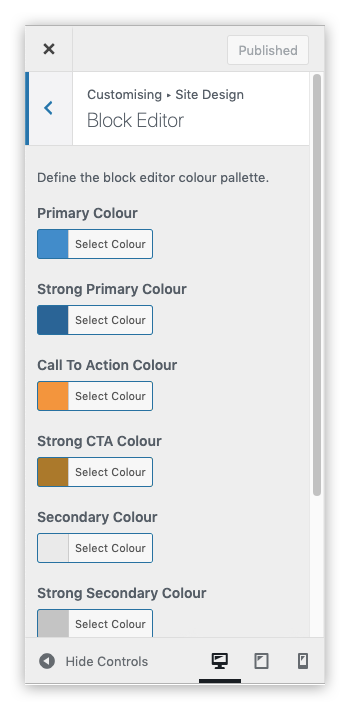 Published
Customising ▸ Site Design
Block Editor
Define the block editor colour pallette.
Primary Colour
Select Colour
Strong Primary Colour
Select Colour
Call To Action Colour
Select Colour
Strong CTA Colour
Select Colour
Secondary Colour
Select Colour
Strong Secondary Colour
Select Colour
Hide Controls